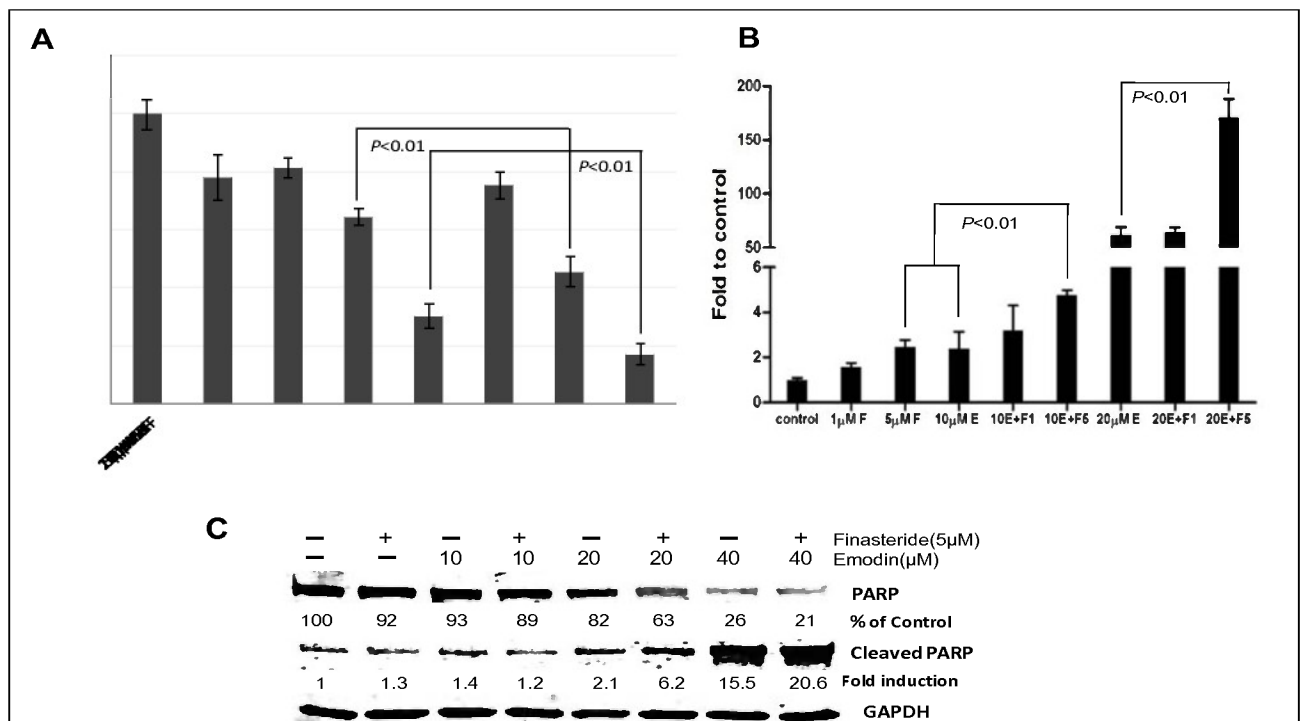 A
P<0.01
P<0.01
B
Fold to control
200
150
100
50
6
4
2
0
P<0.01
P<0.01
control 1µM F 5µM F 10µM E 10E+F1 10E+F5 20µM E 20E+F1 20E+F5
C
– + – + – + – + Finasteride(5µM)
– – 10 10 20 20 40 40 Emodin(µM)
PARP
100 92 93 89 82 63 26 21 % of Control
Cleaved PARP
1 1.3 1.4 1.2 2.1 6.2 15.5 20.6 Fold induction
GAPDH